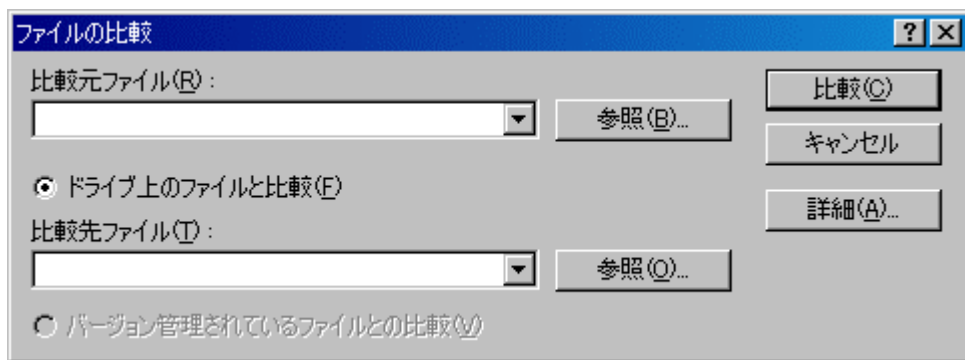 ファイルの比較
比較元ファイル(R) :
参照(B)...
比較(C)
キャンセル
ドライブ上のファイルと比較(F)
詳細(A)...
比較先ファイル(T) :
参照(O)...
バージョン管理されているファイルとの比較(V)